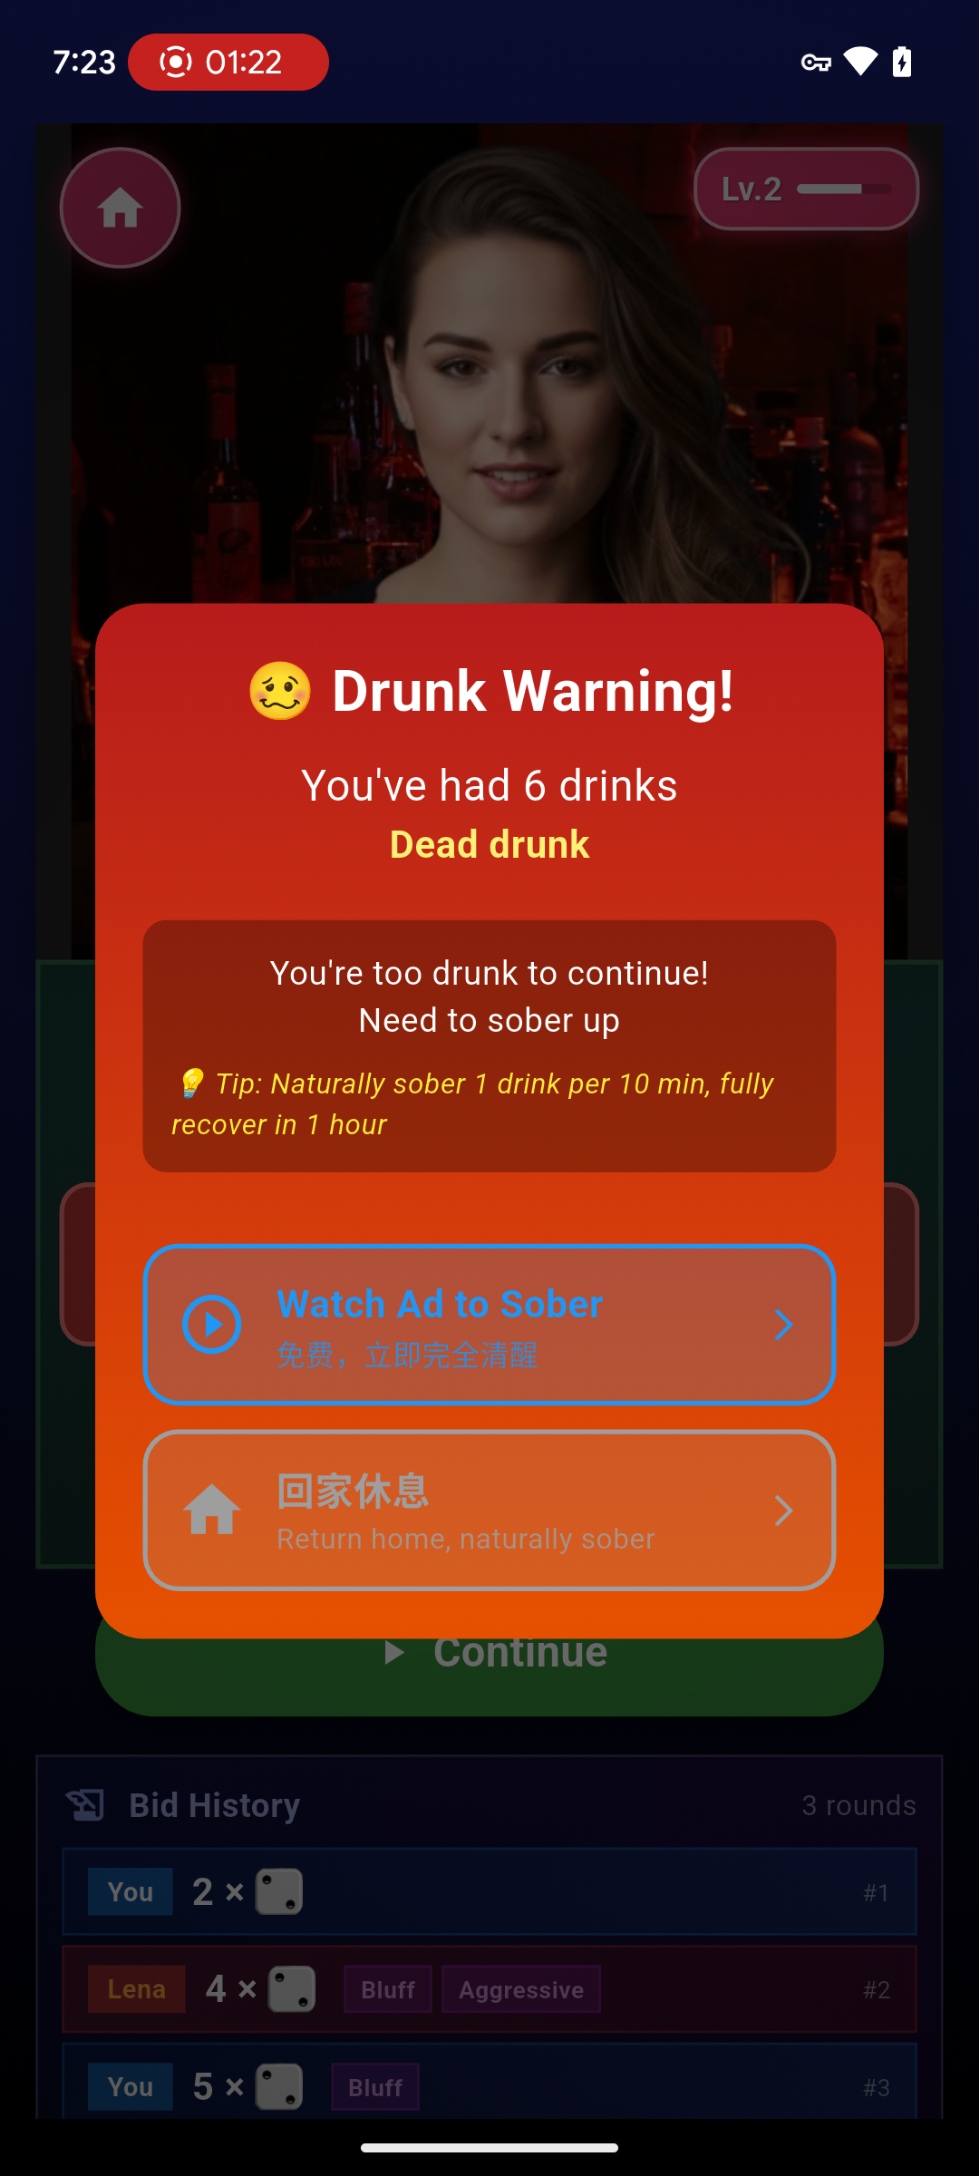 7:23 01:22
Lv.2
🥴 Drunk Warning!
You've had 6 drinks
Dead drunk
You're too drunk to continue!
Need to sober up
💡 Tip: Naturally sober 1 drink per 10 min, fully
recover in 1 hour
Watch Ad to Sober
免费，立即完全清醒
回家休息
Return home, naturally sober
Continue
Bid History 3 rounds
You 2 × #1
Lena 4 × Bluff Aggressive #2
You 5 × Bluff #3